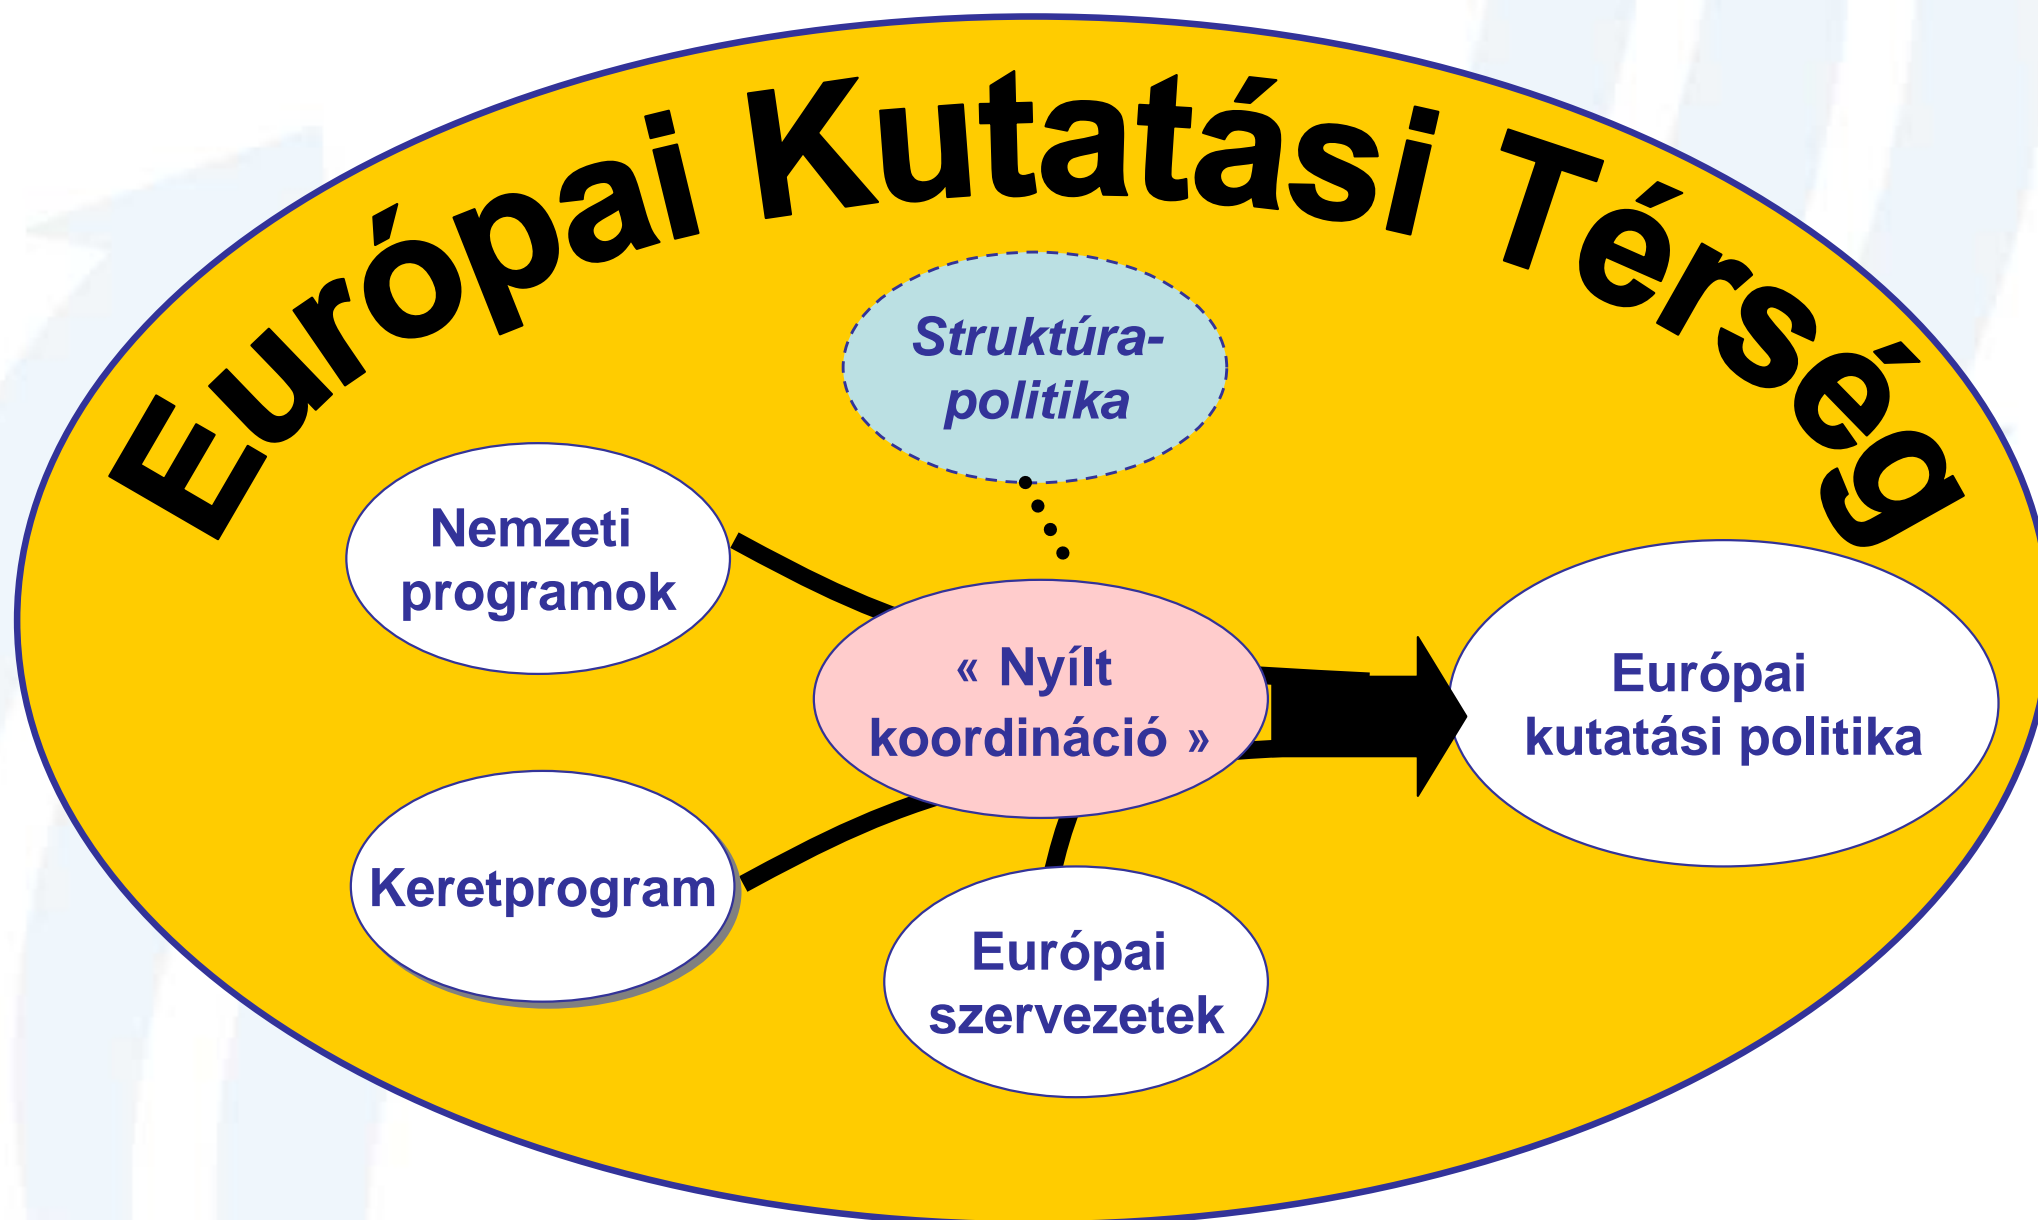 Európai Kutatási Térség
Struktúra-
politika
Nemzeti
programok
« Nyílt
koordináció »
Európai
kutatási politika
Keretprogram
Európai
szervezetek